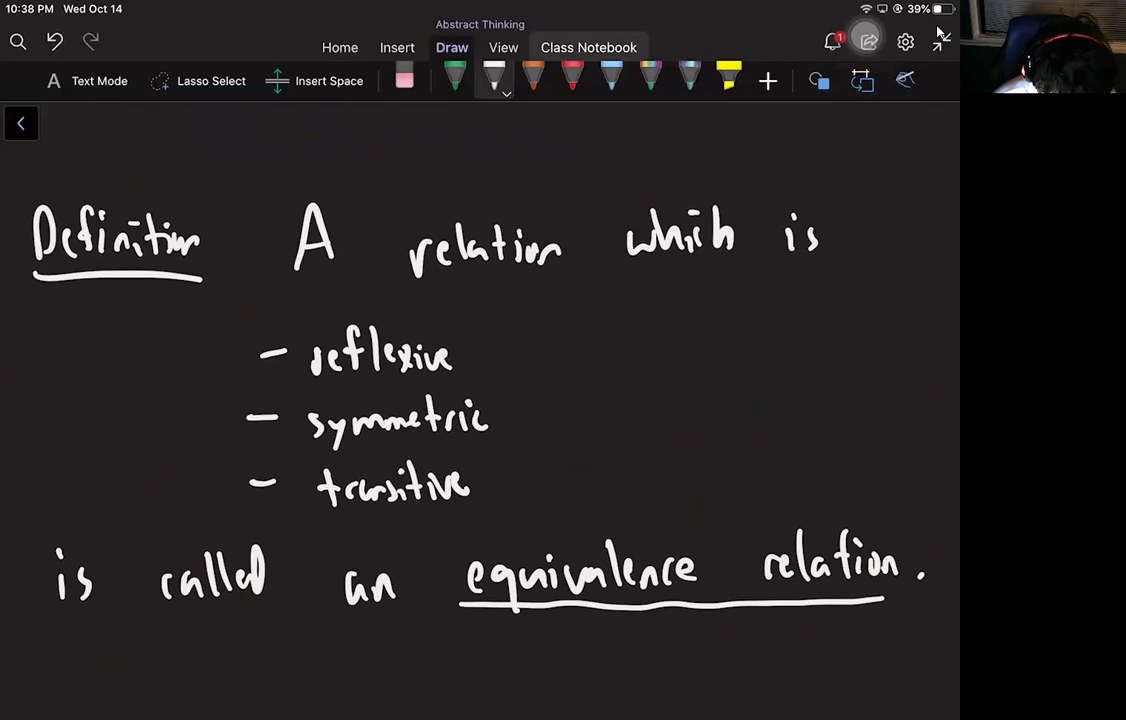 10:38 PM Wed Oct 14
39%
Abstract Thinking
Home Insert Draw View Class Notebook
1
A Text Mode Lasso Select Insert Space
Definition A relation which is
- reflexive
- symmetric
- transitive
is called an equivalence relation.